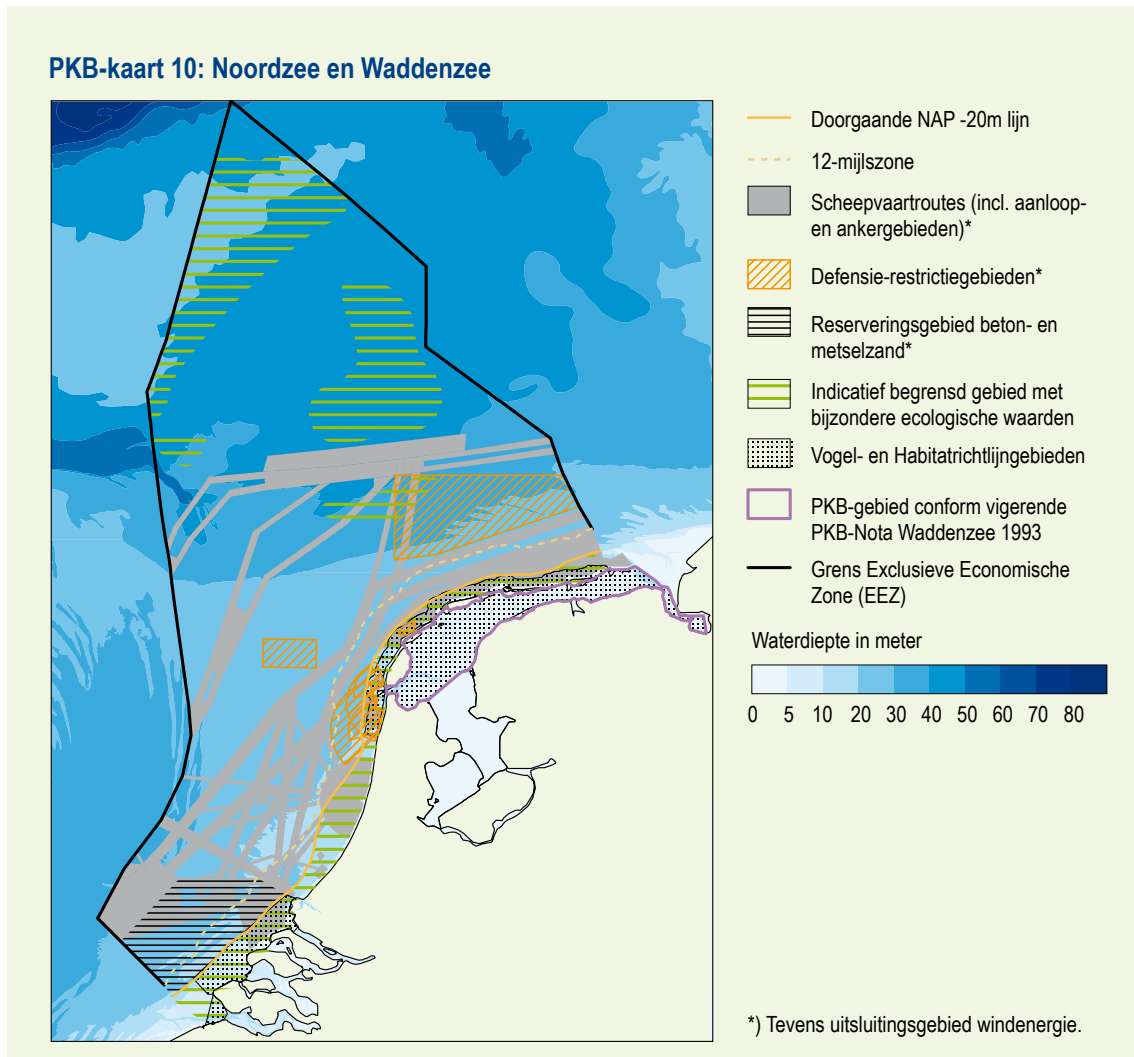 PKB-kaart 10: Noordzee en Waddenzee
Doorgaande NAP -20m lijn
12-mijlszone
Scheepvaartroutes (incl. aanloop-
en ankergebieden)*
Defensie-restrictiegebieden*
Reserveringsgebied beton- en
metselzand*
Indicatief begrensd gebied met
bijzondere ecologische waarden
Vogel- en Habitatrichtlijngebieden
PKB-gebied conform vigerende
PKB-Nota Waddenzee 1993
Grens Exclusieve Economische
Zone (EEZ)
Waterdiepte in meter
0 5 10 20 30 40 50 60 70 80
*) Tevens uitsluitingsgebied windenergie.